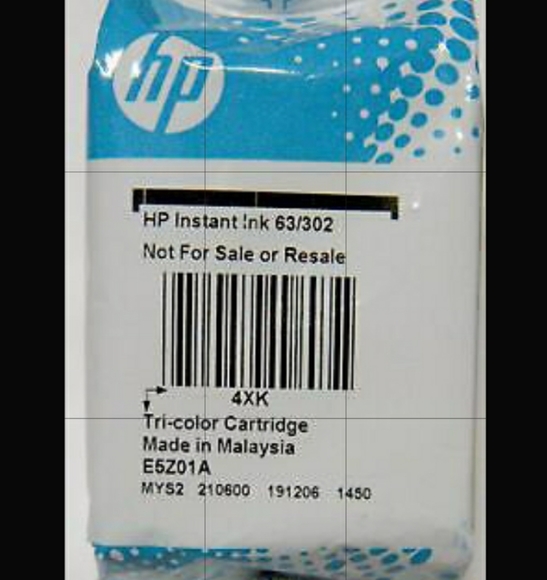 hp
HP Instant Ink 63/302
Not For Sale or Resale
4XK
Tri-color Cartridge
Made in Malaysia
E5Z01A
MYS2 210600 191206 1450